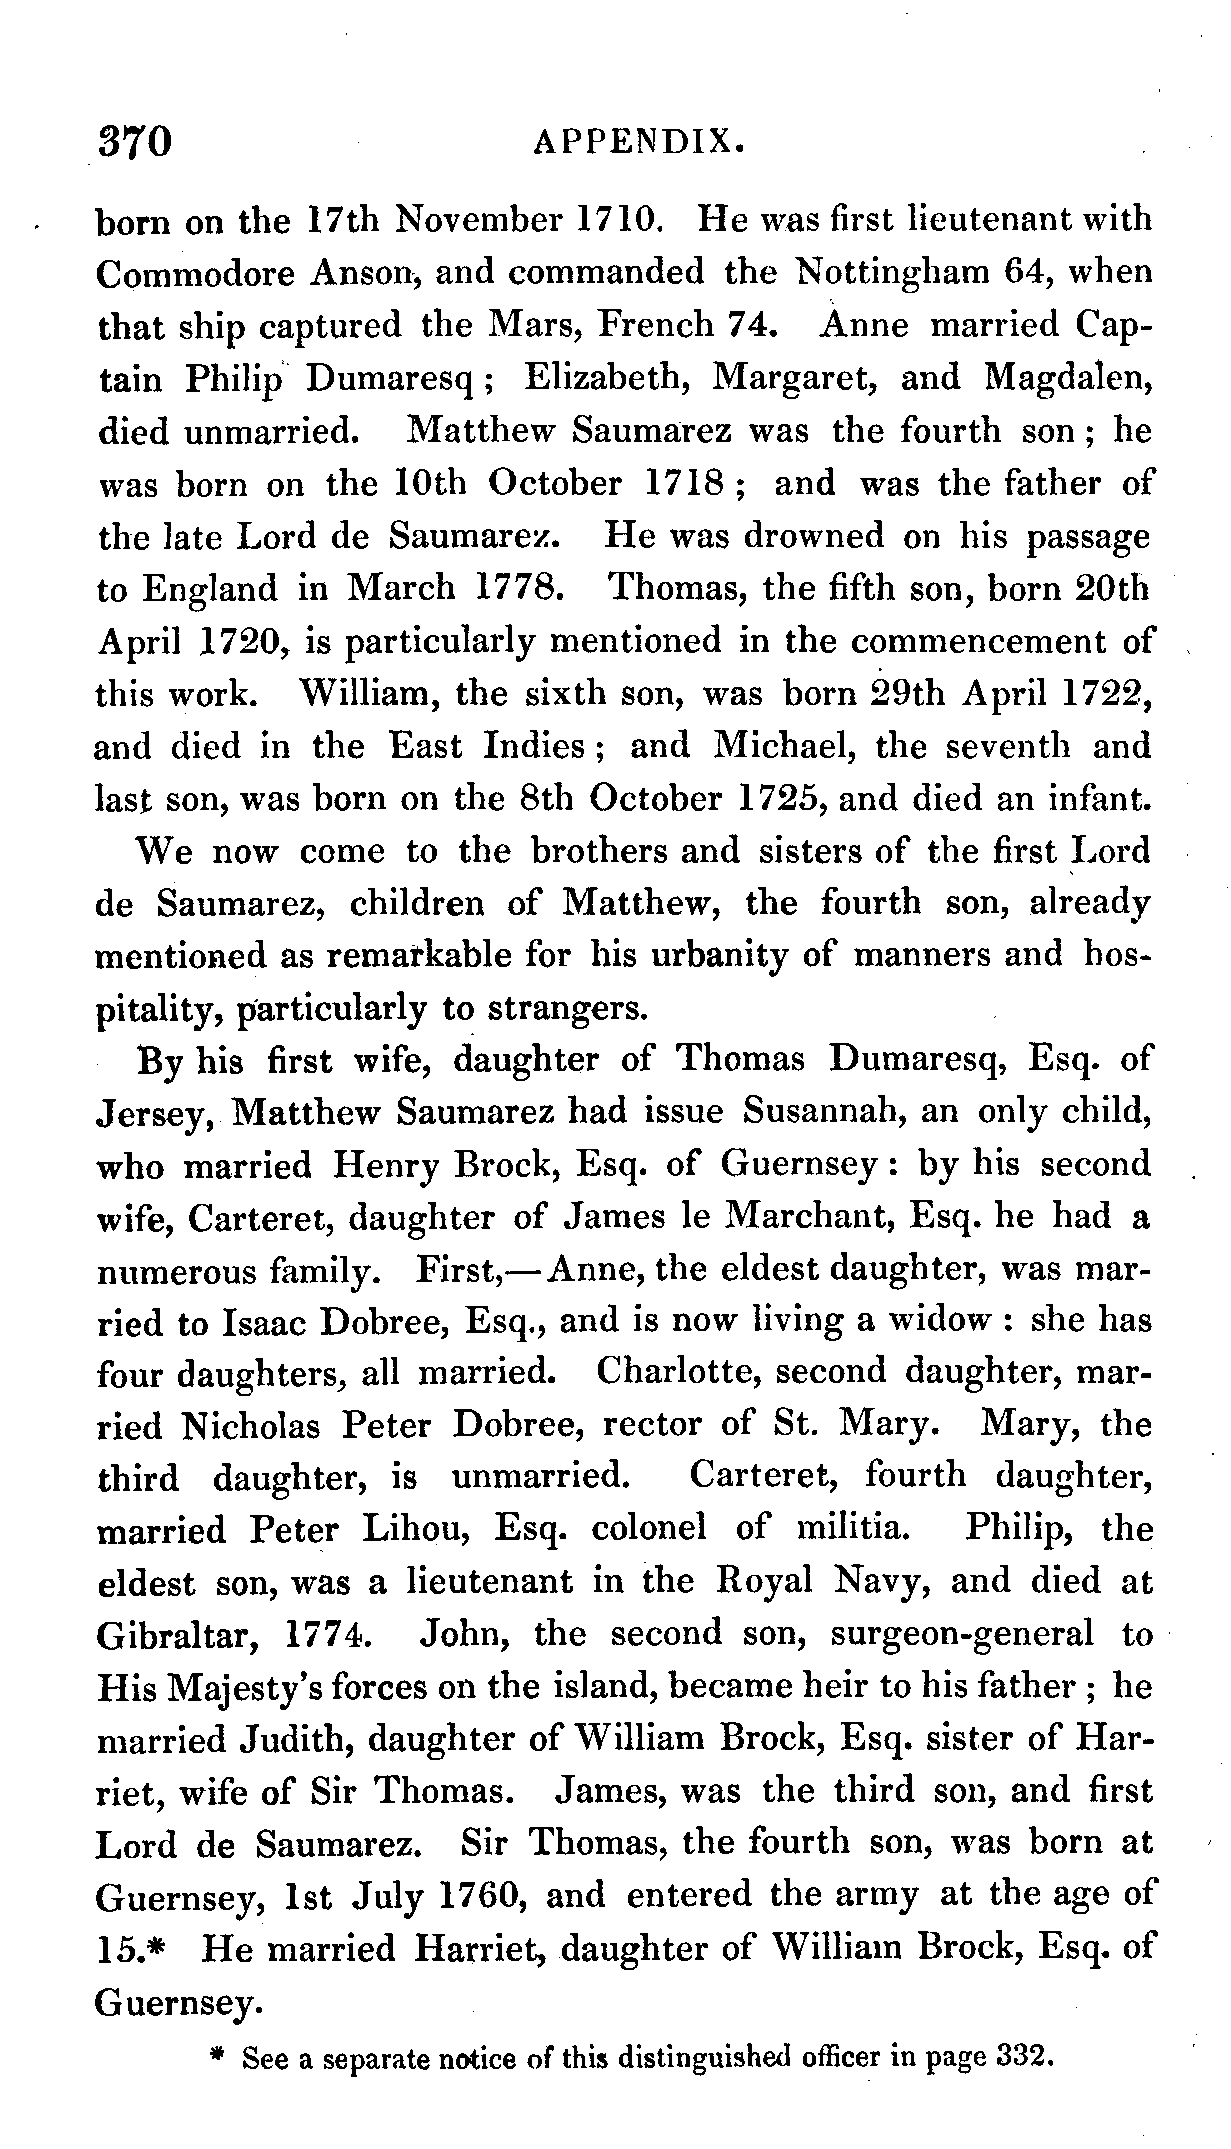 370 APPENDIX.
born on the 17th November 1710. He was first lieutenant with
Commodore Anson, and commanded the Nottingham 64, when
that ship captured the Mars, French 74. Anne married Cap-
tain Philip Dumaresq ; Elizabeth, Margaret, and Magdalen,
died unmarried. Matthew Saumarez was the fourth son ; he
was born on the 10th October 1718 ; and was the father of
the late Lord de Saumarez. He was drowned on his passage
to England in March 1778. Thomas, the fifth son, born 20th
April 1720, is particularly mentioned in the commencement of
this work. William, the sixth son, was born 29th April 1722,
and died in the East Indies ; and Michael, the seventh and
last son, was born on the 8th October 1725, and died an infant.
We now come to the brothers and sisters of the first Lord
de Saumarez, children of Matthew, the fourth son, already
mentioned as remarkable for his urbanity of manners and hos-
pitality, particularly to strangers.
By his first wife, daughter of Thomas Dumaresq, Esq. of
Jersey, Matthew Saumarez had issue Susannah, an only child,
who married Henry Brock, Esq. of Guernsey : by his second
wife, Carteret, daughter of James le Marchant, Esq. he had a
numerous family. First,—Anne, the eldest daughter, was mar-
ried to Isaac Dobree, Esq., and is now living a widow : she has
four daughters, all married. Charlotte, second daughter, mar-
ried Nicholas Peter Dobree, rector of St. Mary. Mary, the
third daughter, is unmarried. Carteret, fourth daughter,
married Peter Lihou, Esq. colonel of militia. Philip, the
eldest son, was a lieutenant in the Royal Navy, and died at
Gibraltar, 1774. John, the second son, surgeon-general to
His Majesty's forces on the island, became heir to his father ; he
married Judith, daughter of William Brock, Esq. sister of Har-
riet, wife of Sir Thomas. James, was the third son, and first
Lord de Saumarez. Sir Thomas, the fourth son, was born at
Guernsey, 1st July 1760, and entered the army at the age of
15.* He married Harriet, daughter of William Brock, Esq. of
Guernsey.
* See a separate notice of this distinguished officer in page 332.